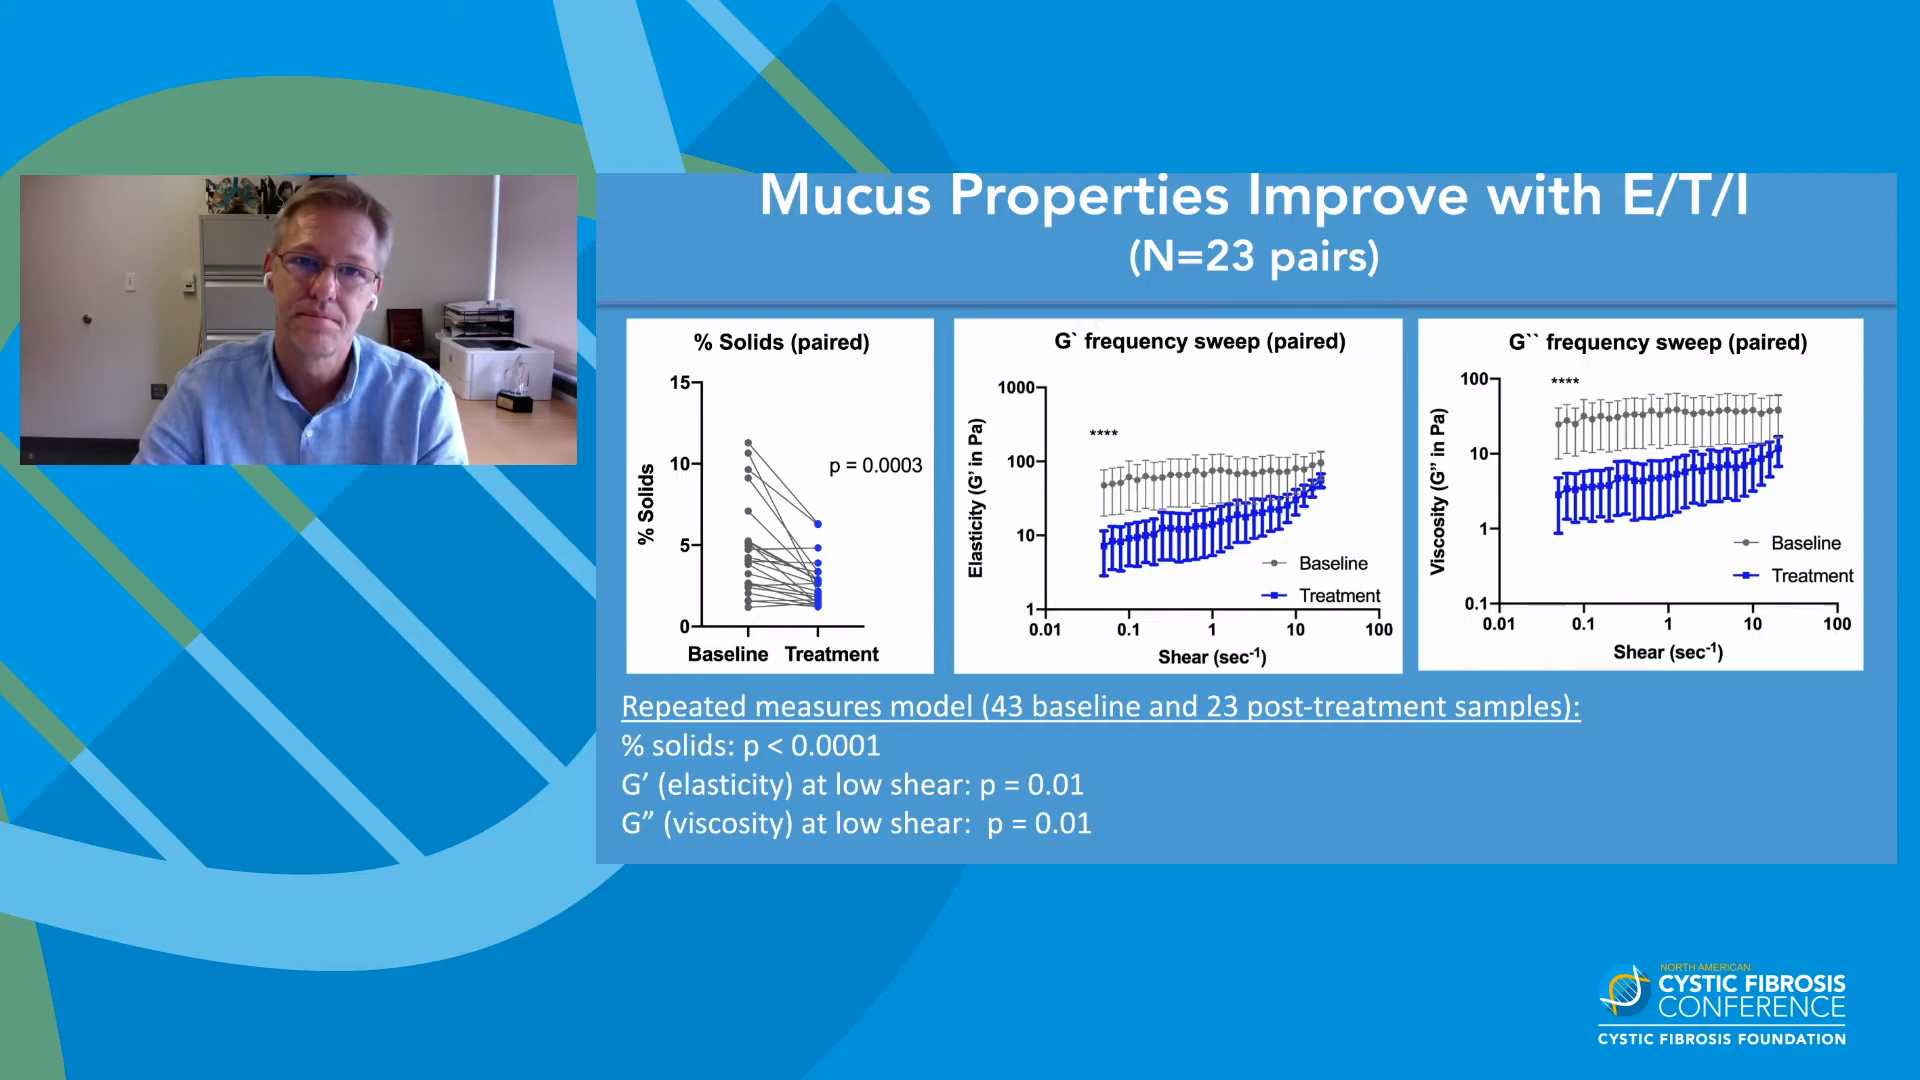 Mucus Properties Improve with E/T/I
(N=23 pairs)
% Solids (paired)
15
10
5
0
% Solids
p = 0.0003
Baseline Treatment
G` frequency sweep (paired)
1000
100
10
1
Elasticity (G' in Pa)
****
Baseline
Treatment
0.01 0.1 1 10 100
Shear (sec-1)
G`` frequency sweep (paired)
100
10
1
0.1
Viscosity (G” in Pa)
****
Baseline
Treatment
0.01 0.1 1 10 100
Shear (sec-1)
Repeated measures model (43 baseline and 23 post-treatment samples):
% solids: p < 0.0001
G’ (elasticity) at low shear: p = 0.01
G” (viscosity) at low shear: p = 0.01
NORTH AMERICAN
CYSTIC FIBROSIS
CONFERENCE
CYSTIC FIBROSIS FOUNDATION